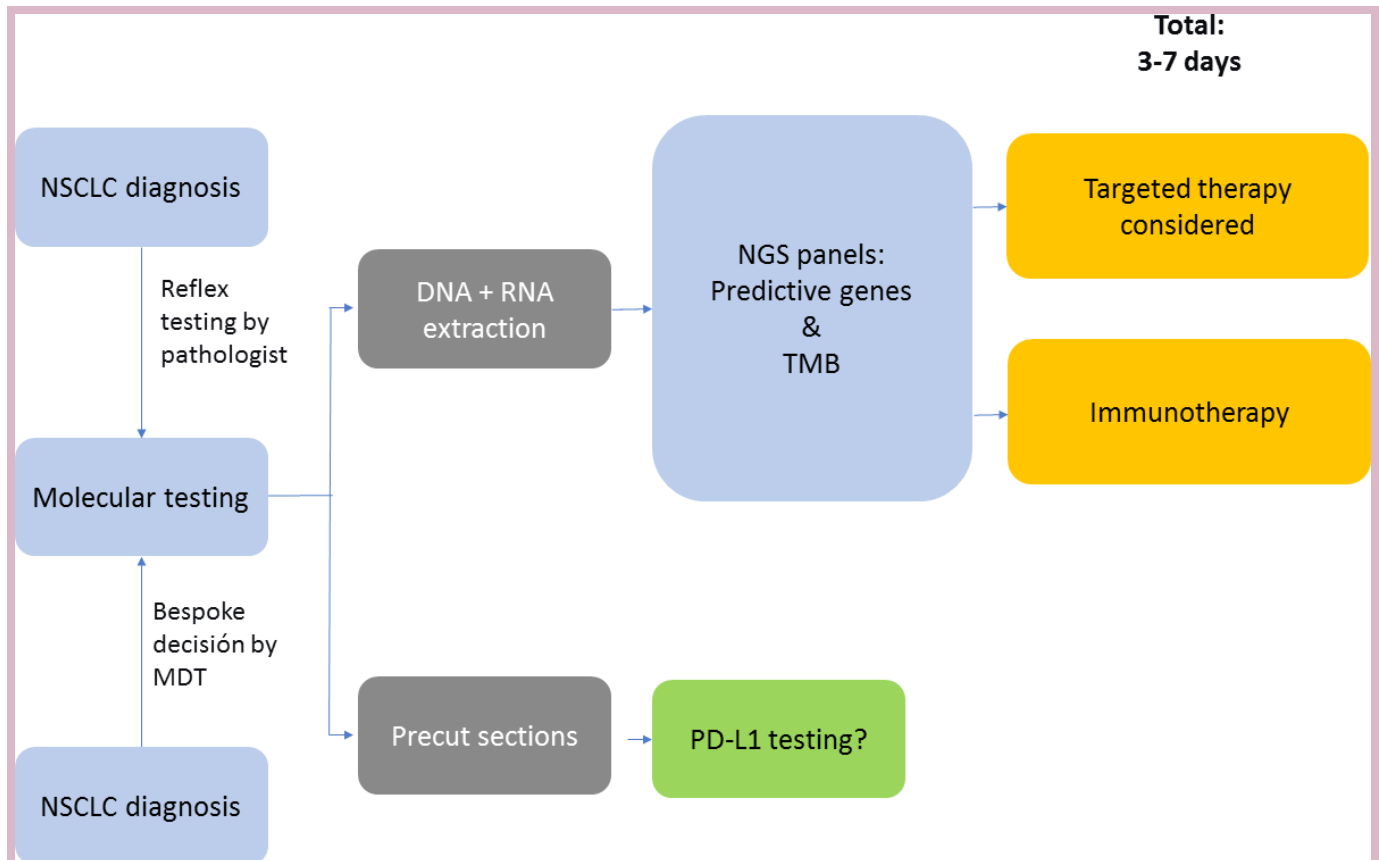 Total:
3-7 days
NSCLC diagnosis
Reflex
testing by
pathologist
Molecular testing
Bespoke
decisión by
MDT
NSCLC diagnosis
DNA + RNA
extraction
NGS panels:
Predictive genes
&
TMB
Targeted therapy
considered
Immunotherapy
Precut sections
PD-L1 testing?